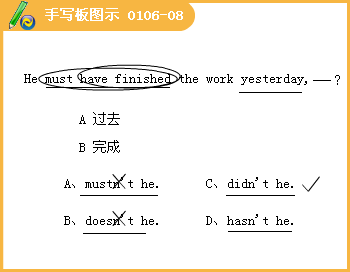 手写板图示 0106-08
He must have finished the work yesterday, — ?
A 过去
B 完成
A、mustn't he. C、didn't he.
B、doesn't he. D、hasn't he.